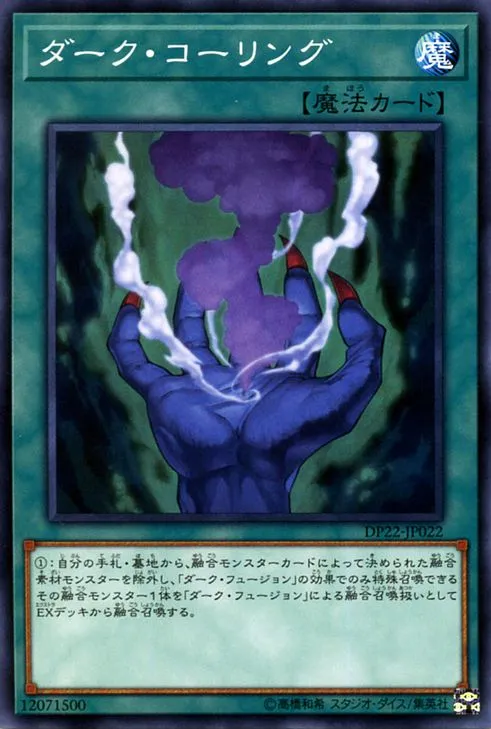 ダーク・コーリング
魔
【魔法カード】
DP22-JP022
①:自分の手札・墓地から、融合モンスターカードによって決められた融合
素材モンスターを除外し、「ダーク・フュージョン」の効果でのみ特殊召喚できる
その融合モンスター1体を「ダーク・フュージョン」による融合召喚扱いとして
EXデッキから融合召喚する。
12071500
©高橋和希 スタジオ・ダイス/集英社